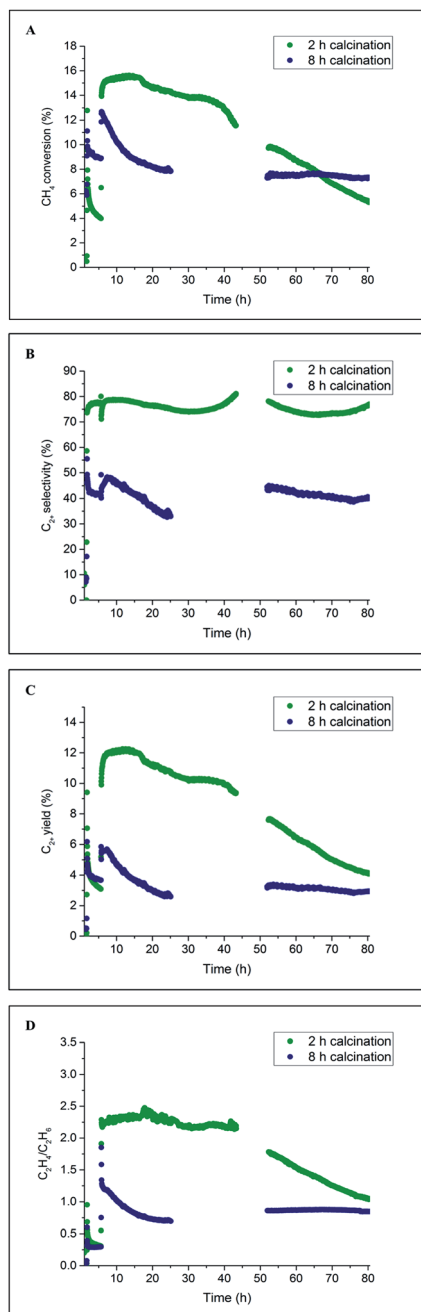 A
2 h calcination
8 h calcination
18
16
14
12
10
8
6
4
2
0
CH4 conversion (%)
10 20 30 40 50 60 70 80
Time (h)
B
2 h calcination
8 h calcination
90
80
70
60
50
40
30
20
10
0
C2+ selectivity (%)
10 20 30 40 50 60 70 80
Time (h)
C
2 h calcination
8 h calcination
14
12
10
8
6
4
2
0
C2+ yield (%)
10 20 30 40 50 60 70 80
Time (h)
D
2 h calcination
8 h calcination
3.5
3.0
2.5
2.0
1.5
1.0
0.5
0.0
C2H4/C2H6
10 20 30 40 50 60 70 80
Time (h)